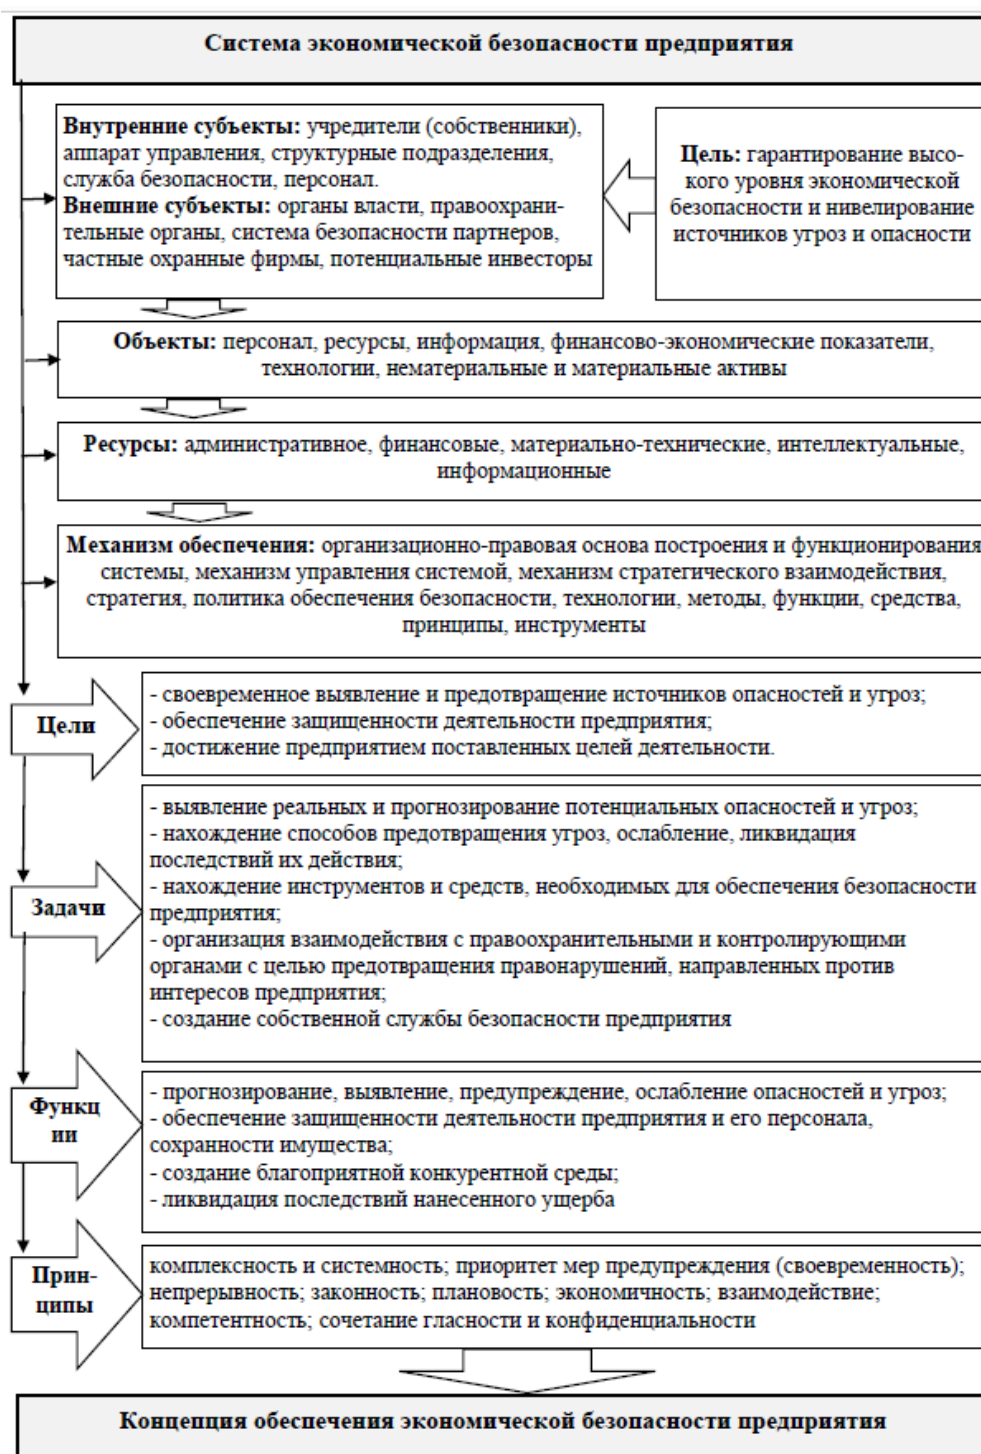 Система экономической безопасности предприятия
Внутренние субъекты: учредители (собственники),
аппарат управления, структурные подразделения,
служба безопасности, персонал.
Внешние субъекты: органы власти, правоохрани-
тельные органы, система безопасности партнеров,
частные охранные фирмы, потенциальные инвесторы
Цель: гарантирование высо-
кого уровня экономической
безопасности и нивелирование
источников угроз и опасности
Объекты: персонал, ресурсы, информация, финансово-экономические показатели,
технологии, нематериальные и материальные активы
Ресурсы: административное, финансовые, материально-технические, интеллектуальные,
информационные
Механизм обеспечения: организационно-правовая основа построения и функционирования
системы, механизм управления системой, механизм стратегического взаимодействия,
стратегия, политика обеспечения безопасности, технологии, методы, функции, средства,
принципы, инструменты
Цели
- своевременное выявление и предотвращение источников опасностей и угроз;
- обеспечение защищенности деятельности предприятия;
- достижение предприятием поставленных целей деятельности.
Задачи
- выявление реальных и прогнозирование потенциальных опасностей и угроз;
- нахождение способов предотвращения угроз, ослабление, ликвидация
последствий их действия;
- нахождение инструментов и средств, необходимых для обеспечения безопасности
предприятия;
- организация взаимодействия с правоохранительными и контролирующими
органами с целью предотвращения правонарушений, направленных против
интересов предприятия;
- создание собственной службы безопасности предприятия
Функц
ии
- прогнозирование, выявление, предупреждение, ослабление опасностей и угроз;
- обеспечение защищенности деятельности предприятия и его персонала,
сохранности имущества;
- создание благоприятной конкурентной среды;
- ликвидация последствий нанесенного ущерба
Прин-
ципы
комплексность и системность; приоритет мер предупреждения (своевременность);
непрерывность; законность; плановость; экономичность; взаимодействие;
компетентность; сочетание гласности и конфиденциальности
Концепция обеспечения экономической безопасности предприятия